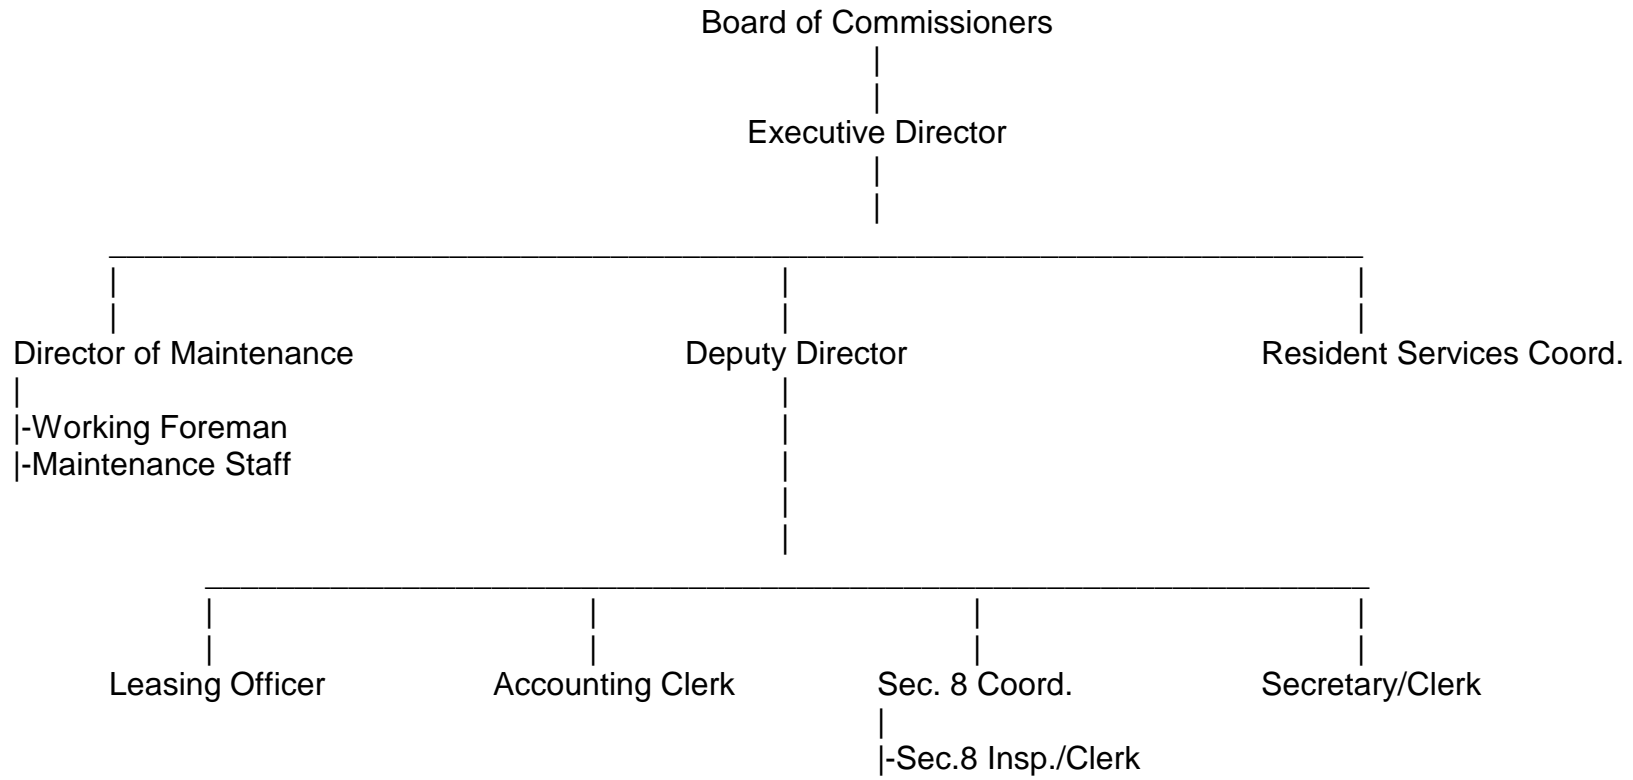 Board of Commissioners
Executive Director
Director of Maintenance Deputy Director Resident Services Coord.
|-Working Foreman
|-Maintenance Staff
Leasing Officer Accounting Clerk Sec. 8 Coord. Secretary/Clerk
|-Sec.8 Insp./Clerk